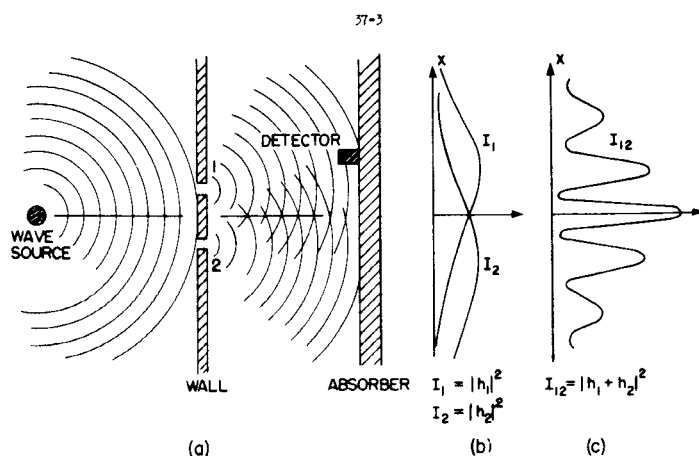 37-3
X
X
I₁
I₁₂
DETECTOR
1
WAVE
SOURCE
2
I₂
WALL
ABSORBER
I₁ = |h₁|²
I₂ = |h₂|²
I₁₂ = |h₁ + h₂|²
(a)
(b)
(c)